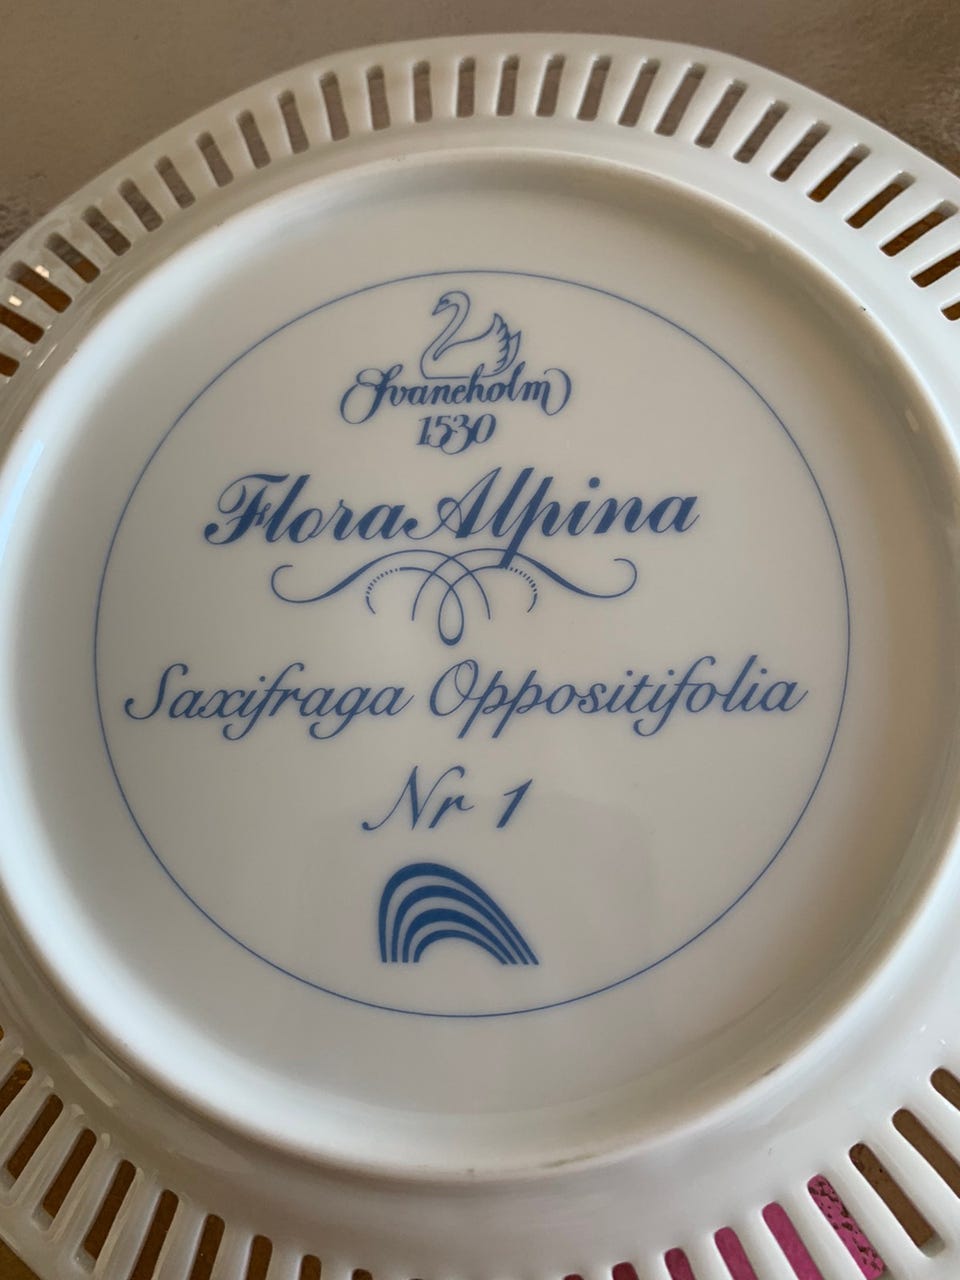 Svaneholm
1530
Flora Alpina
Saxifraga Oppositifolia
Nr 1